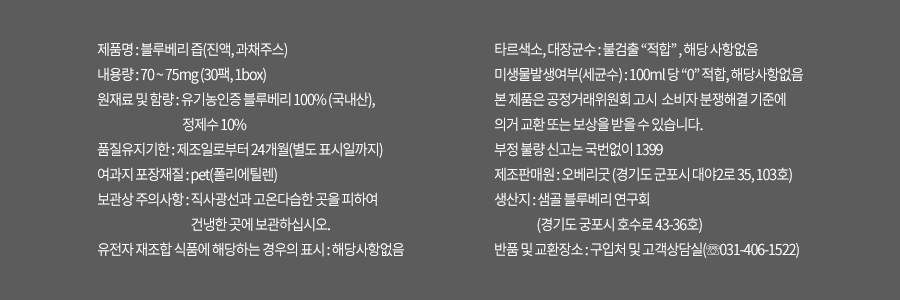 제품명 : 블루베리 즙(진액, 과채주스)
내용량 : 70 ~ 75mg (30팩, 1box)
원재료 및 함량 : 유기농인증 블루베리 100% (국내산),
정제수 10%
품질유지기한 : 제조일로부터 24개월(별도 표시일까지)
여과지 포장재질 : pet(폴리에틸렌)
보관상 주의사항 : 직사광선과 고온다습한 곳을 피하여
건냉한 곳에 보관하십시오.
유전자 재조합 식품에 해당하는 경우의 표시 : 해당사항없음
타르색소, 대장균수 : 불검출 “적합” , 해당 사항없음
미생물발생여부(세균수) : 100ml 당 “0” 적합, 해당사항없음
본 제품은 공정거래위원회 고시 소비자 분쟁해결 기준에
의거 교환 또는 보상을 받을 수 있습니다.
부정 불량 신고는 국번없이 1399
제조판매원 : 오베리굿 (경기도 군포시 대야2로 35, 103호)
생산지 : 샘골 블루베리 연구회
(경기도 궁포시 호수로 43-36호)
반품 및 교환장소 : 구입처 및 고객상담실(☏031-406-1522)